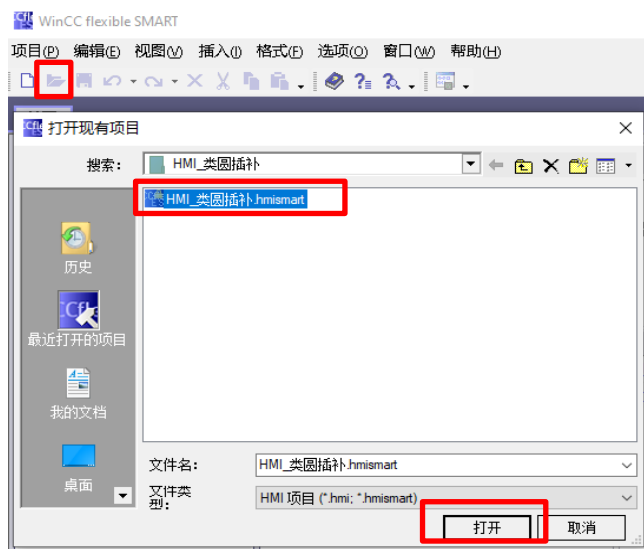 WinCC flexible SMART
项目(P) 编辑(E) 视图(V) 插入(I) 格式(F) 选项(O) 窗口(W) 帮助(H)
打开现有项目
搜索: HMI_类圆插补
HMI_类圆插补.hmismart
历史
最近打开的项目
我的文档
桌面
文件名: HMI_类圆插补.hmismart
文件类型: HMI 项目 (*.hmi; *.hmismart)
打开 取消